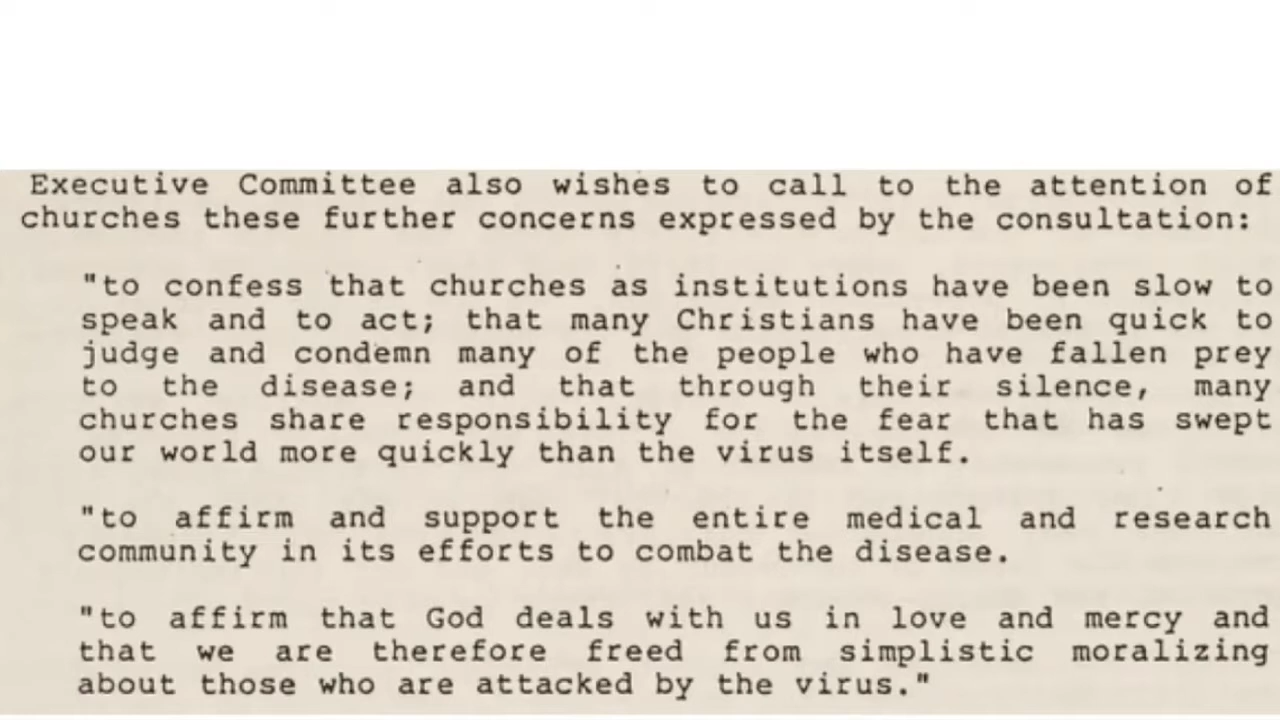 Executive Committee also wishes to call to the attention of
churches these further concerns expressed by the consultation:
"to confess that churches as institutions have been slow to
speak and to act; that many Christians have been quick to
judge and condemn many of the people who have fallen prey
to the disease; and that through their silence, many
churches share responsibility for the fear that has swept
our world more quickly than the virus itself.
"to affirm and support the entire medical and research
community in its efforts to combat the disease.
"to affirm that God deals with us in love and mercy and
that we are therefore freed from simplistic moralizing
about those who are attacked by the virus."